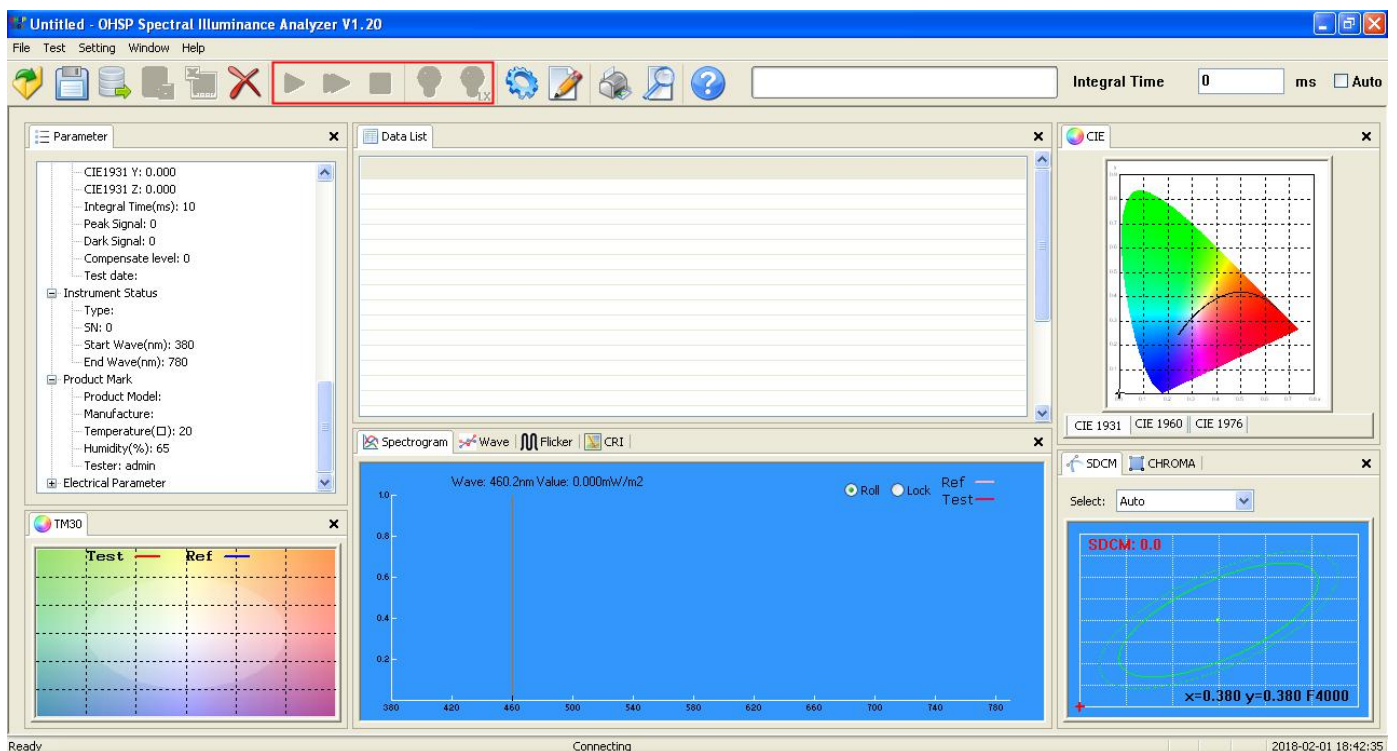 Untitled - OHSP Spectral Illuminance Analyzer V1.20
File Test Setting Window Help
LX
Integral Time 0 ms Auto
Parameter
CIE1931 Y: 0.000
CIE1931 Z: 0.000
Integral Time(ms): 10
Peak Signal: 0
Dark Signal: 0
Compensate level: 0
Test date:
Instrument Status
Type:
SN: 0
Start Wave(nm): 380
End Wave(nm): 780
Product Mark
Product Model:
Manufacture:
Temperature(□): 20
Humidity(%): 65
Tester: admin
Electrical Parameter
TM30
Test Ref
Data List
Spectrogram Wave Flicker CRI
Wave: 460.2nm Value: 0.000mW/m2
Roll Lock
Ref
Test
1.0
0.8
0.6
0.4
0.2
380 420 460 500 540 580 620 660 700 740 780
CIE
CIE 1931 CIE 1960 CIE 1976
SDCM CHROMA
Select: Auto
SDCM: 0.0
x=0.380 y=0.380 F4000
Ready Connecting 2018-02-01 18:42:35